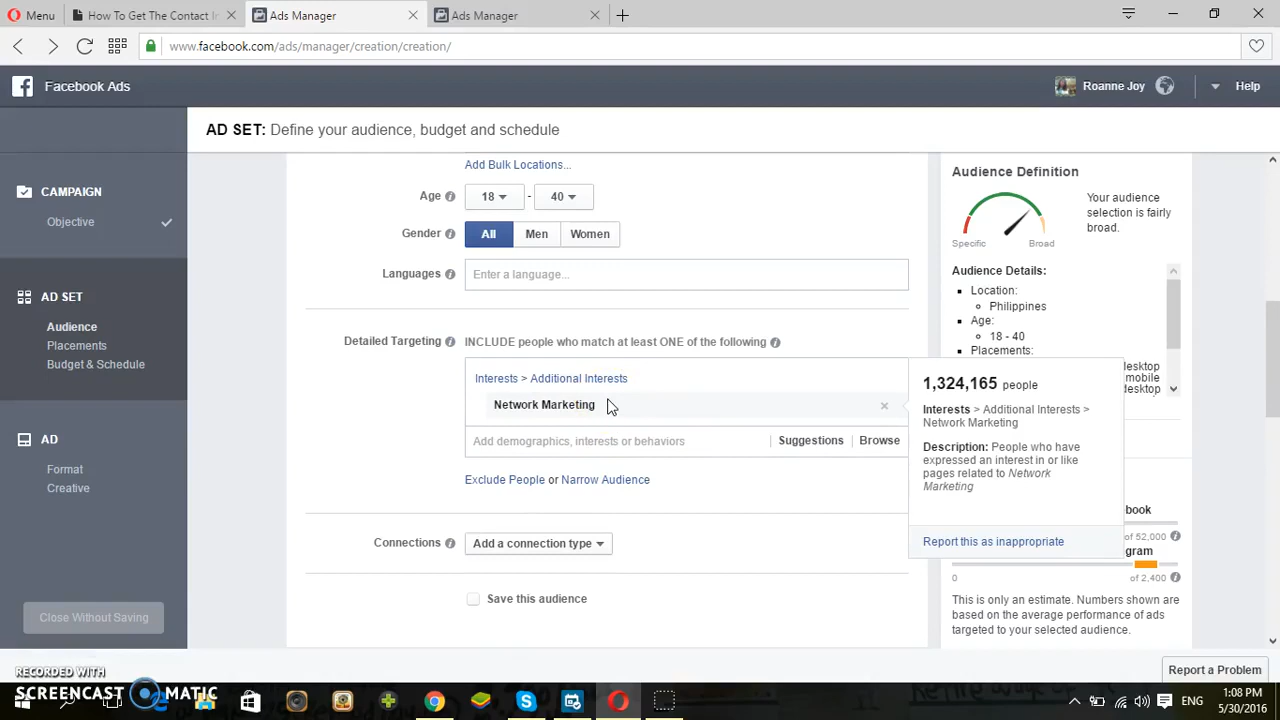 Menu
How To Get The Contact I
Ads Manager
Ads Manager
www.facebook.com/ads/manager/creation/creation/
Facebook Ads
Roanne Joy
Help
AD SET: Define your audience, budget and schedule
CAMPAIGN
Objective
AD SET
Audience
Placements
Budget & Schedule
AD
Format
Creative
Close Without Saving
Add Bulk Locations...
Age
18 - 40
Gender
All Men Women
Languages
Enter a language...
Detailed Targeting
INCLUDE people who match at least ONE of the following
Interests > Additional Interests
Network Marketing
Add demographics, interests or behaviors
Suggestions
Browse
Exclude People or Narrow Audience
Connections
Add a connection type
Save this audience
Audience Definition
Specific
Broad
Your audience
selection is fairly
broad.
Audience Details:
Location:
Philippines
Age:
18 - 40
Placements:
desktop
mobile
desktop
1,324,165 people
Interests > Additional Interests >
Network Marketing
Description: People who have
expressed an interest in or like
pages related to Network
Marketing
Report this as inappropriate
ebook
of 52,000
gram
0
of 2,400
This is only an estimate. Numbers shown are
based on the average performance of ads
targeted to your selected audience.
Report a Problem
RECORDED WITH
SCREENCAST MATIC
ENG
1:08 PM
5/30/2016